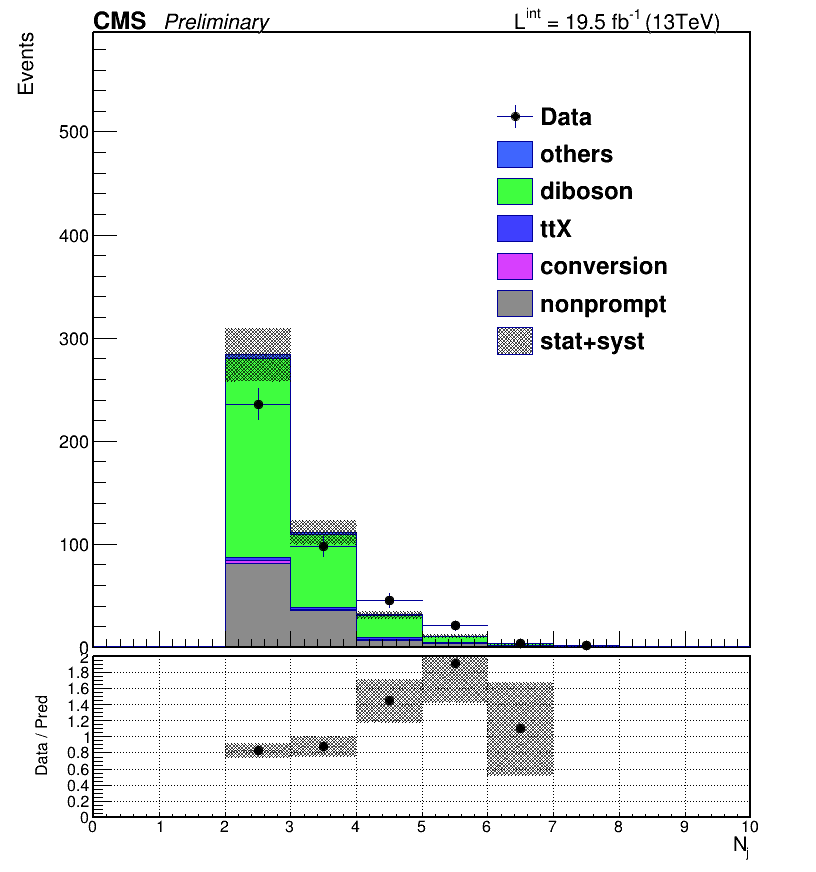 CMS Preliminary L^int = 19.5 fb^-1 (13TeV)
Events
500
400
300
200
100
0
Data
others
diboson
ttX
conversion
nonprompt
stat+syst
Data / Pred
2
1.8
1.6
1.4
1.2
1
0.8
0.6
0.4
0.2
0
0 1 2 3 4 5 6 7 8 9 10
N_j